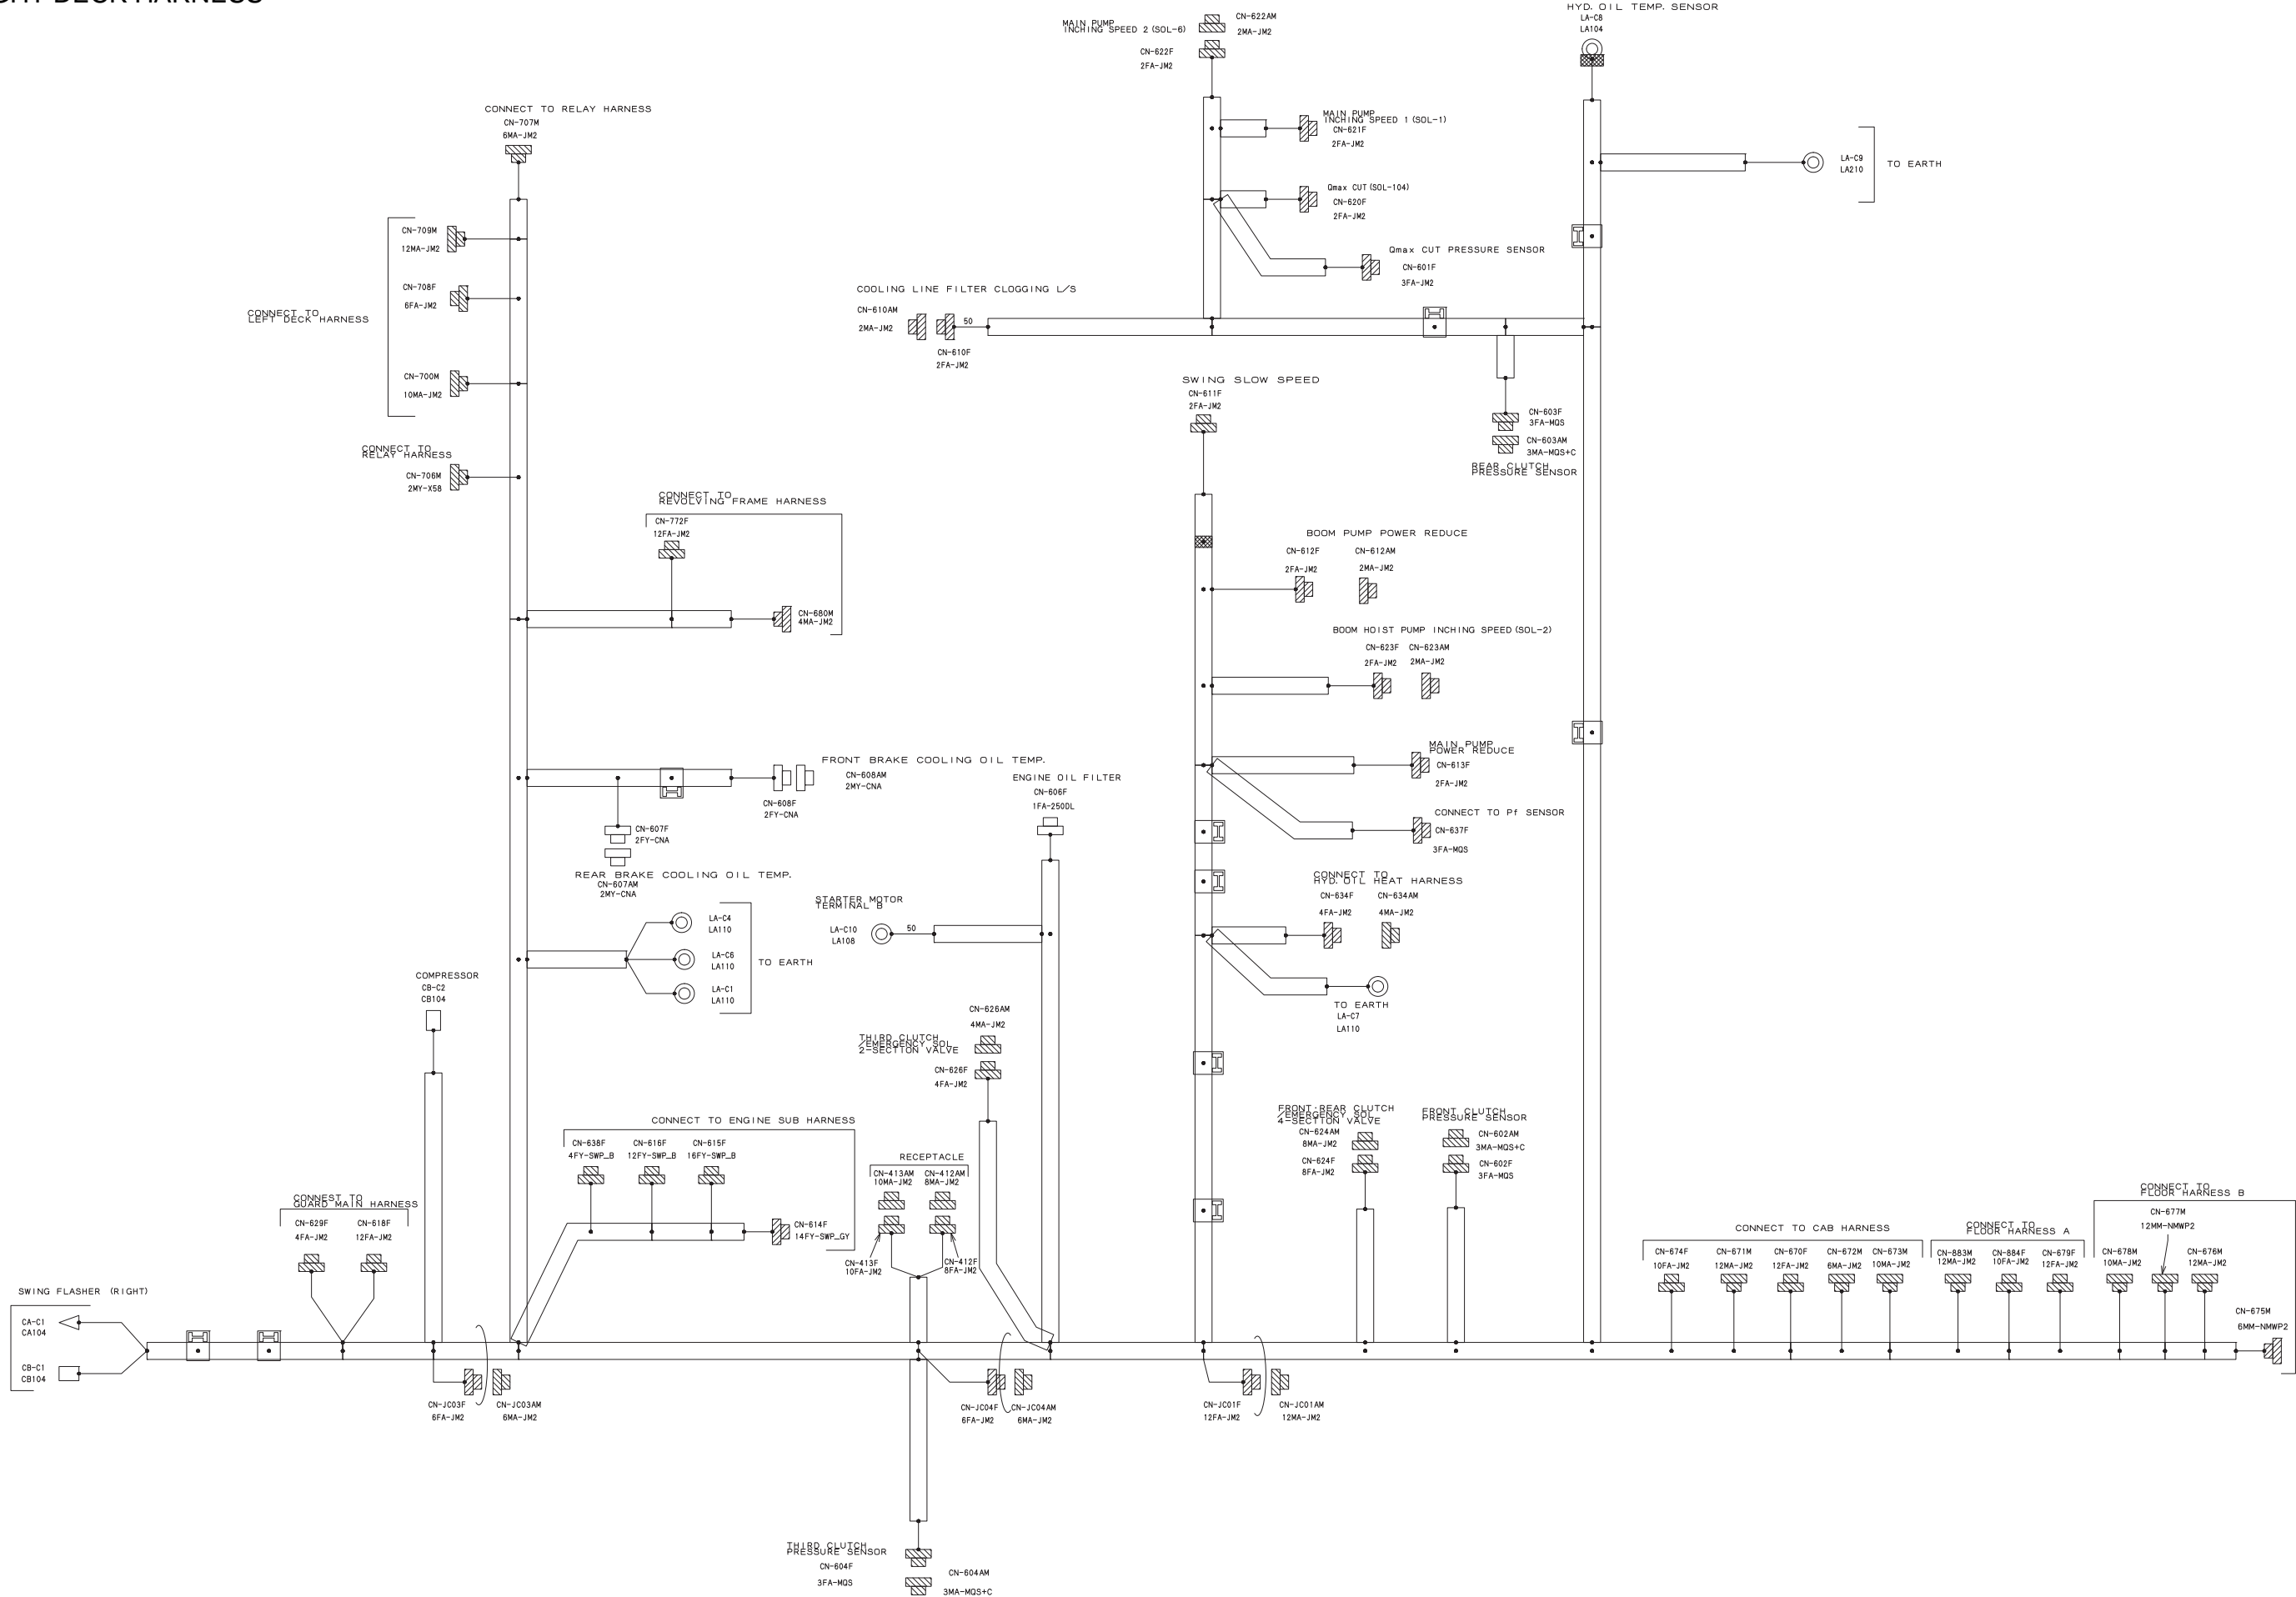 GHT DECK HARNESS
MAIN PUMP
INCHING SPEED 2 (SOL-6)
CN-622AM
2MA-JM2
CN-622F
2FA-JM2
HYD. OIL TEMP. SENSOR
LA-C8
LA104
CONNECT TO RELAY HARNESS
CN-707M
6MA-JM2
MAIN PUMP
INCHING SPEED 1 (SOL-1)
CN-621F
2FA-JM2
LA-C9
LA210
TO EARTH
Qmax CUT (SOL-104)
CN-620F
2FA-JM2
CN-709M
12MA-JM2
CN-708F
6FA-JM2
CONNECT TO
LEFT DECK HARNESS
CN-700M
10MA-JM2
Qmax CUT PRESSURE SENSOR
CN-601F
3FA-JM2
COOLING LINE FILTER CLOGGING L/S
CN-610AM
2MA-JM2
50
CN-610F
2FA-JM2
SWING SLOW SPEED
CN-611F
2FA-JM2
CN-603F
3FA-MQS
CN-603AM
3MA-MQS+C
REAR CLUTCH
PRESSURE SENSOR
CONNECT TO
RELAY HARNESS
CN-706M
2MY-X58
CONNECT TO
REVOLVING FRAME HARNESS
CN-772F
12FA-JM2
CN-680M
4MA-JM2
BOOM PUMP POWER REDUCE
CN-612F
2FA-JM2
CN-612AM
2MA-JM2
BOOM HOIST PUMP INCHING SPEED (SOL-2)
CN-623F
2FA-JM2
CN-623AM
2MA-JM2
MAIN PUMP
POWER REDUCE
CN-613F
2FA-JM2
CONNECT TO Pf SENSOR
CN-637F
3FA-MQS
FRONT BRAKE COOLING OIL TEMP.
CN-608AM
2MY-CNA
CN-608F
2FY-CNA
CN-607F
2FY-CNA
REAR BRAKE COOLING OIL TEMP.
CN-607AM
2MY-CNA
ENGINE OIL FILTER
CN-606F
1FA-250DL
STARTER MOTOR
TERMINAL B
LA-C10
LA108
50
CONNECT TO
HYD. OIL HEAT HARNESS
CN-634F
4FA-JM2
CN-634AM
4MA-JM2
TO EARTH
LA-C7
LA110
LA-C4
LA110
LA-C6
LA110
LA-C1
LA110
TO EARTH
COMPRESSOR
CB-C2
CB104
CN-626AM
4MA-JM2
THIRD CLUTCH
/EMERGENCY SOL
2-SECTION VALVE
CN-626F
4FA-JM2
CONNECT TO ENGINE SUB HARNESS
CN-638F
4FY-SWP_B
CN-616F
12FY-SWP_B
CN-615F
16FY-SWP_B
CN-614F
14FY-SWP_GY
RECEPTACLE
CN-413AM
10MA-JM2
CN-412AM
8MA-JM2
CN-413F
10FA-JM2
CN-412F
8FA-JM2
FRONT·REAR CLUTCH
/EMERGENCY SOL
4-SECTION VALVE
CN-624AM
8MA-JM2
CN-624F
8FA-JM2
FRONT CLUTCH
PRESSURE SENSOR
CN-602AM
3MA-MQS+C
CN-602F
3FA-MQS
CONNEST TO
GUARD MAIN HARNESS
CN-629F
4FA-JM2
CN-618F
12FA-JM2
CONNECT TO CAB HARNESS
CN-674F
10FA-JM2
CN-671M
12MA-JM2
CN-670F
12FA-JM2
CN-672M
6MA-JM2
CN-673M
10MA-JM2
CONNECT TO
FLOOR HARNESS A
CN-883M
12MA-JM2
CN-884F
10FA-JM2
CN-679F
12FA-JM2
CONNECT TO
FLOOR HARNESS B
CN-677M
12MM-NMWP2
CN-678M
10MA-JM2
CN-676M
12MA-JM2
CN-675M
6MM-NMWP2
SWING FLASHER (RIGHT)
CA-C1
CA104
CB-C1
CB104
CN-JC03F
6FA-JM2
CN-JC03AM
6MA-JM2
CN-JC04F
6FA-JM2
CN-JC04AM
6MA-JM2
CN-JC01F
12FA-JM2
CN-JC01AM
12MA-JM2
THIRD CLUTCH
PRESSURE SENSOR
CN-604F
3FA-MQS
CN-604AM
3MA-MQS+C